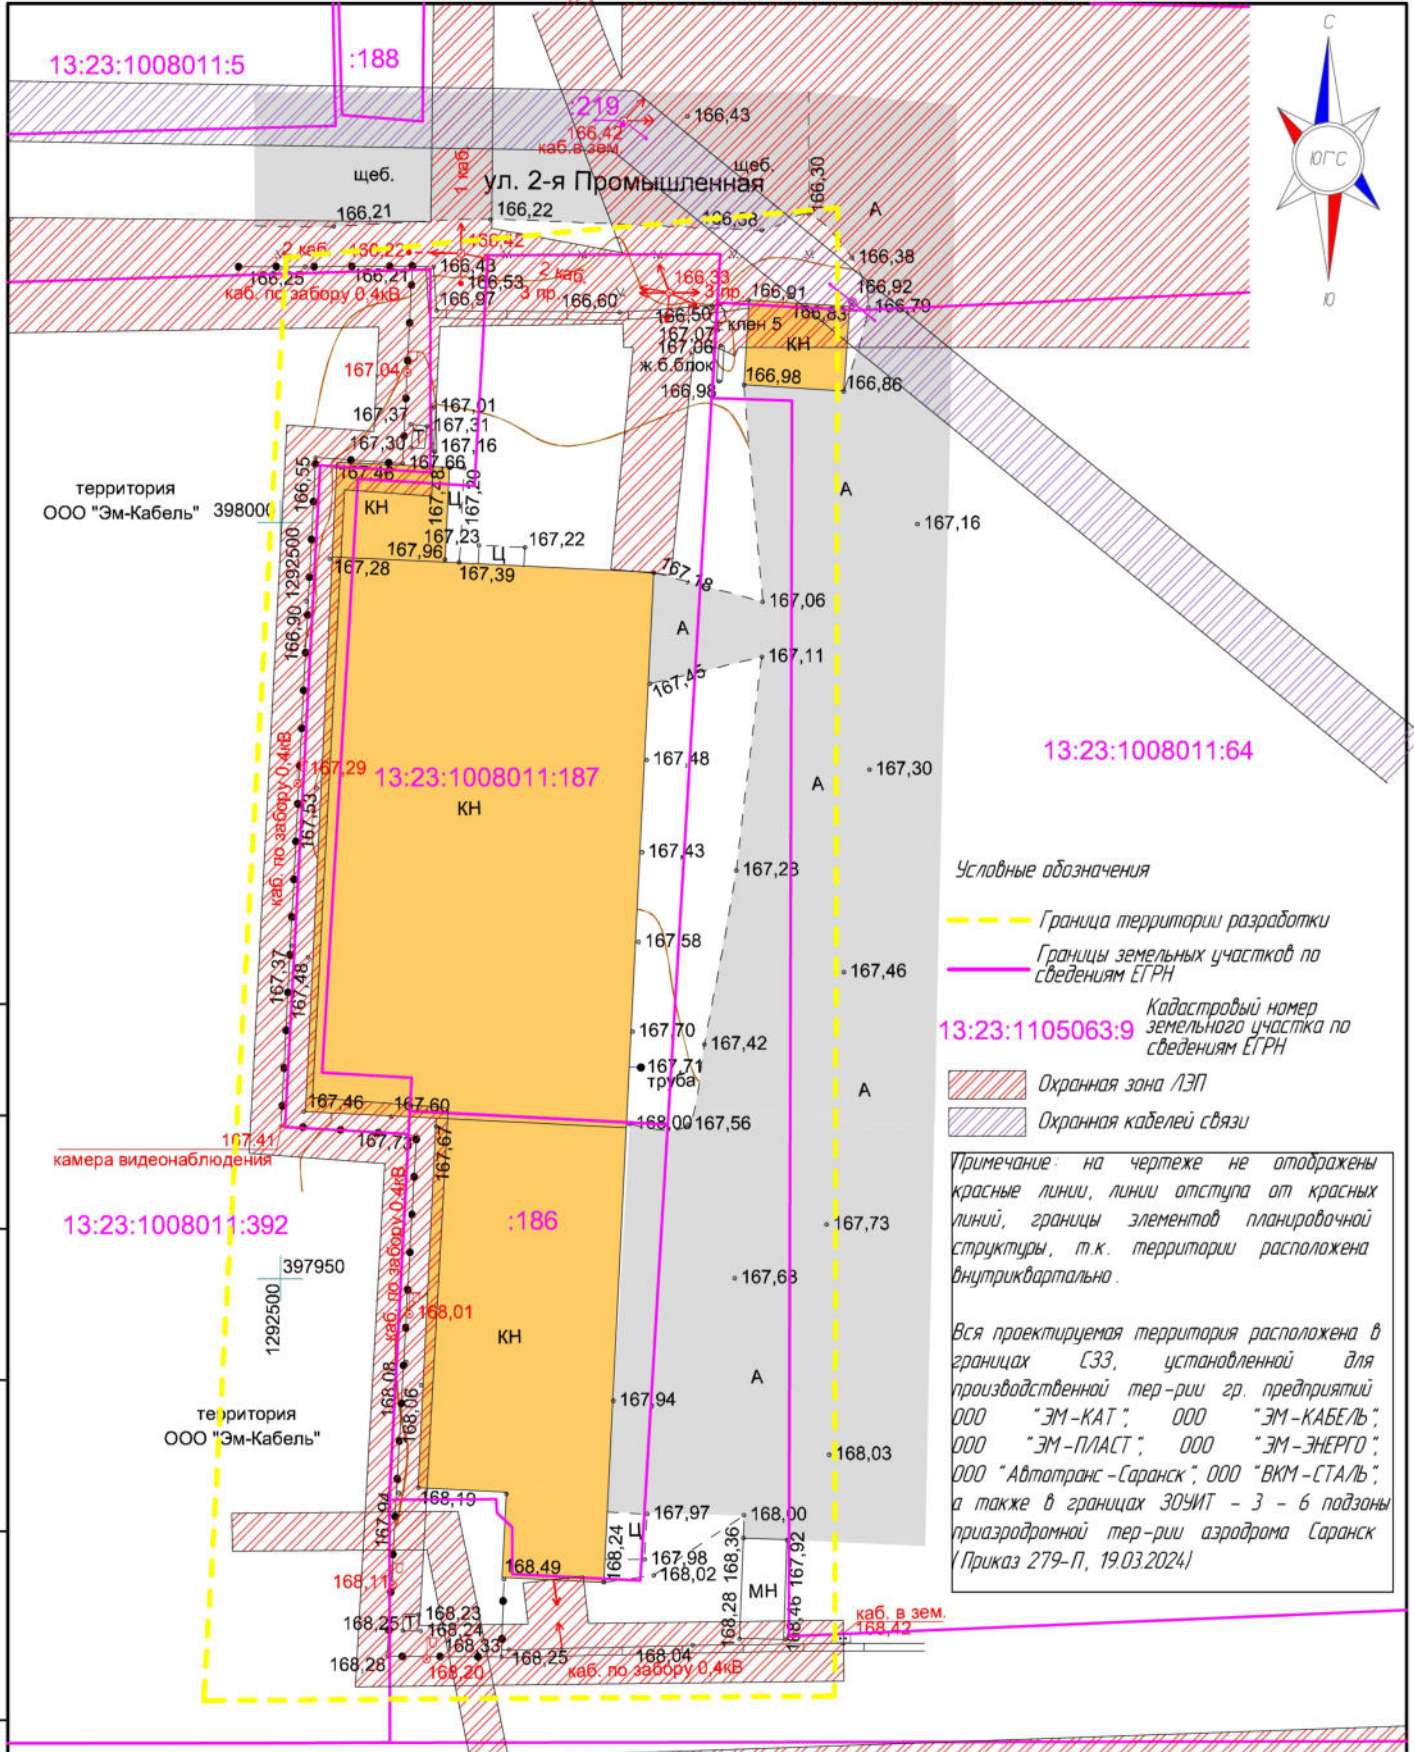 С
ЮГС
Ю
13:23:1008011:5
:188
:219
166,43
166,42
каб.в зем.
щеб.
1 каб.
ул. 2-я Промышленная
щеб.
166,30
А
166,21
166,22
166,38
166,42
166,38
2 каб.
166,22
166,43
166,25
166,21
каб. по забору 0,4кВ
166,53
2 каб.
3 пр.
166,33
3 пр.
166,97
166,60
166,50
166,91
166,92
166,79
166,83
клен 5
167,07
167,06
КН
ж.б.блок
167,04
166,98
166,98
166,86
167,01
167,37
167,31
Т
167,30
167,16
167,66
167,46
166,55
территория
ООО "Эм-Кабель"
398000
1292500
КН
167,48
Ц
167,20
А
167,16
167,23
Ц
167,22
167,96
167,28
167,39
167,18
167,06
166,90
А
167,11
167,45
13:23:1008011:64
167,48
167,30
А
167,29
13:23:1008011:187
каб. по забору 0,4кВ
КН
167,53
167,43
167,23
Условные обозначения
Граница территории разработки
Границы земельных участков по
сведениям ЕГРН
13:23:1105063:9
Кадастровый номер
земельного участка по
сведениям ЕГРН
Охранная зона ЛЭП
Охранная кабелей связи
167,58
167,37
167,48
167,46
167,70
167,42
167,71
труба
А
167,46
167,60
168,00
167,56
167,41
камера видеонаблюдения
167,73
167,67
13:23:1008011:392
:186
каб. по забору 0,4кВ
167,73
397950
1292500
167,63
168,01
КН
168,08
168,06
А
167,94
территория
ООО "Эм-Кабель"
168,03
168,19
167,94
167,97
168,00
Ц
168,24
168,36
167,92
167,98
168,02
168,49
168,11
МН
168,28
168,46
168,23
168,25
Т
168,24
168,33
168,28
168,20
168,25
168,04
каб. по забору 0,4кВ
каб. в зем.
168,42
Примечание: на чертеже не отображены
красные линии, линии отступа от красных
линий, границы элементов планировочной
структуры, т.к. территории расположена
внутриквартально.
Вся проектируемая территория расположена в
границах СЗЗ, установленной для
производственной тер-рии гр. предприятий
ООО "ЭМ-КАТ", ООО "ЭМ-КАБЕЛЬ",
ООО "ЭМ-ПЛАСТ", ООО "ЭМ-ЭНЕРГО",
ООО "Автотранс-Саранск", ООО "ВКМ-СТАЛЬ",
а также в границах ЗОУИТ - 3 - 6 подзоны
приаэродромной тер-рии аэродрома Саранск
(Приказ 279-П, 19.03.2024)